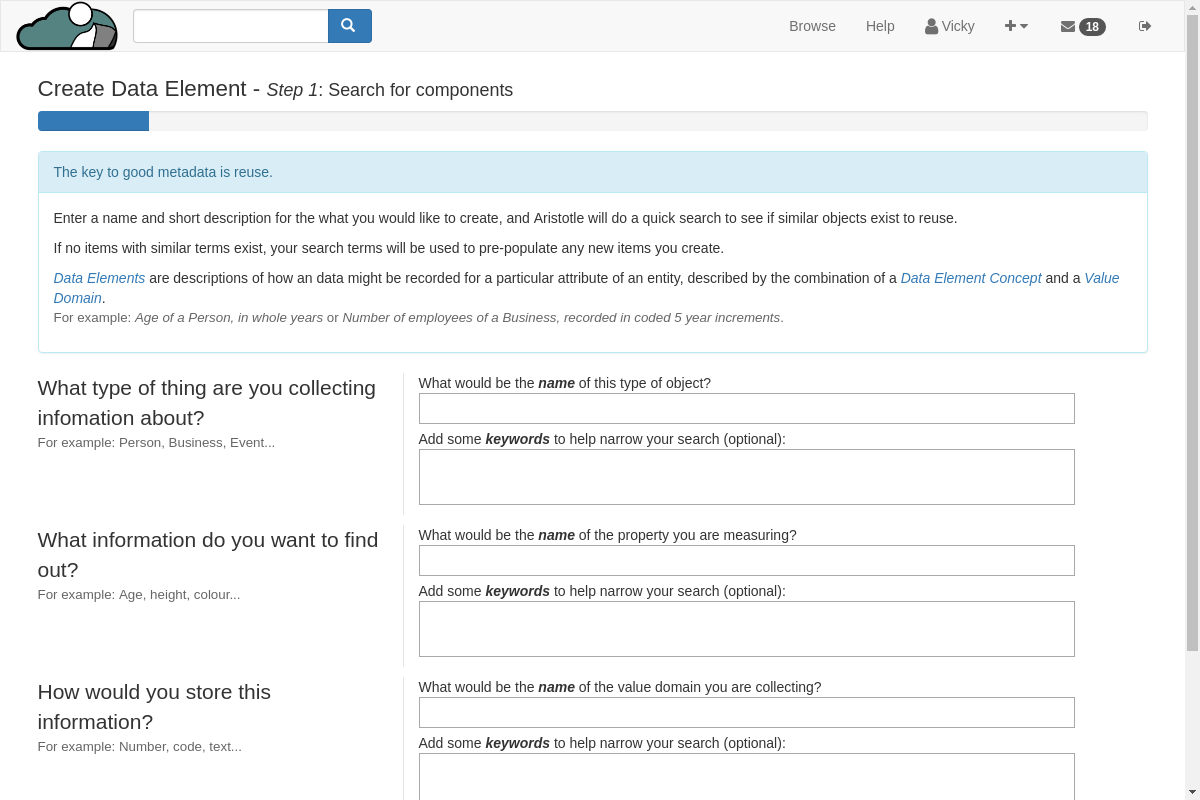 Browse Help Vicky 18
Create Data Element - Step 1: Search for components
The key to good metadata is reuse.
Enter a name and short description for the what you would like to create, and Aristotle will do a quick search to see if similar objects exist to reuse.
If no items with similar terms exist, your search terms will be used to pre-populate any new items you create.
Data Elements are descriptions of how an data might be recorded for a particular attribute of an entity, described by the combination of a Data Element Concept and a Value
Domain.
For example: Age of a Person, in whole years or Number of employees of a Business, recorded in coded 5 year increments.
What type of thing are you collecting
infomation about?
For example: Person, Business, Event...
What would be the name of this type of object?
Add some keywords to help narrow your search (optional):
What information do you want to find
out?
For example: Age, height, colour...
What would be the name of the property you are measuring?
Add some keywords to help narrow your search (optional):
How would you store this
information?
For example: Number, code, text...
What would be the name of the value domain you are collecting?
Add some keywords to help narrow your search (optional):